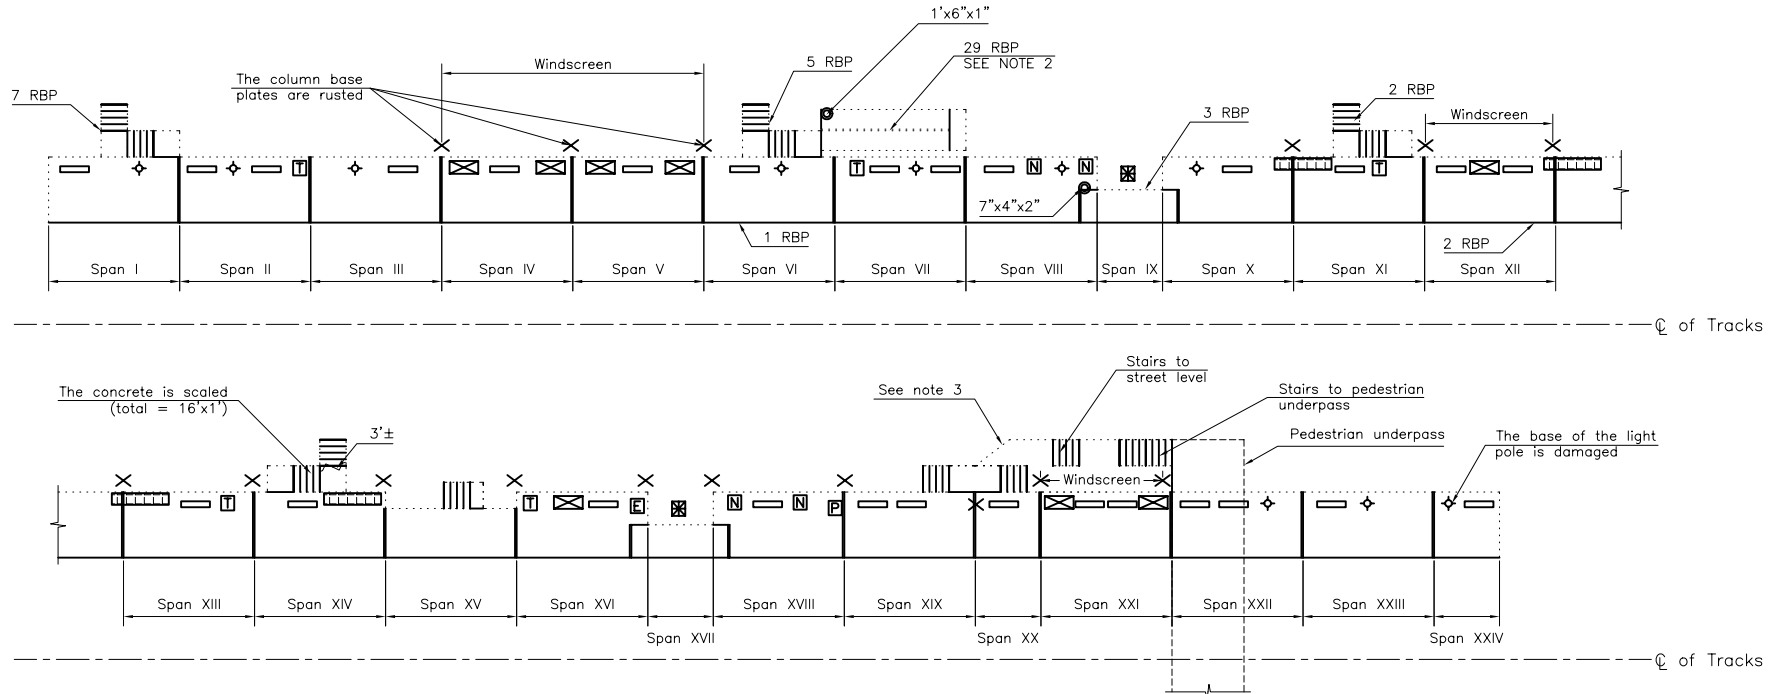 1'x6"x1"
29 RBP
SEE NOTE 2
Windscreen
5 RBP
The column base
plates are rusted
7 RBP
2 RBP
Windscreen
3 RBP
T
T
N
N
T
T
7"x4"x2"
1 RBP
2 RBP
Span I
Span II
Span III
Span IV
Span V
Span VI
Span VII
Span VIII
Span IX
Span X
Span XI
Span XII
℄ of Tracks
Stairs to
street level
The concrete is scaled
(total = 16'x1')
See note 3
Stairs to pedestrian
underpass
3'±
Pedestrian underpass
The base of the light
pole is damaged
Windscreen
T
T
E
N
N
P
Span XIII
Span XIV
Span XV
Span XVI
Span XVIII
Span XIX
Span XXI
Span XXII
Span XXIII
Span XVII
Span XX
Span XXIV
℄ of Tracks